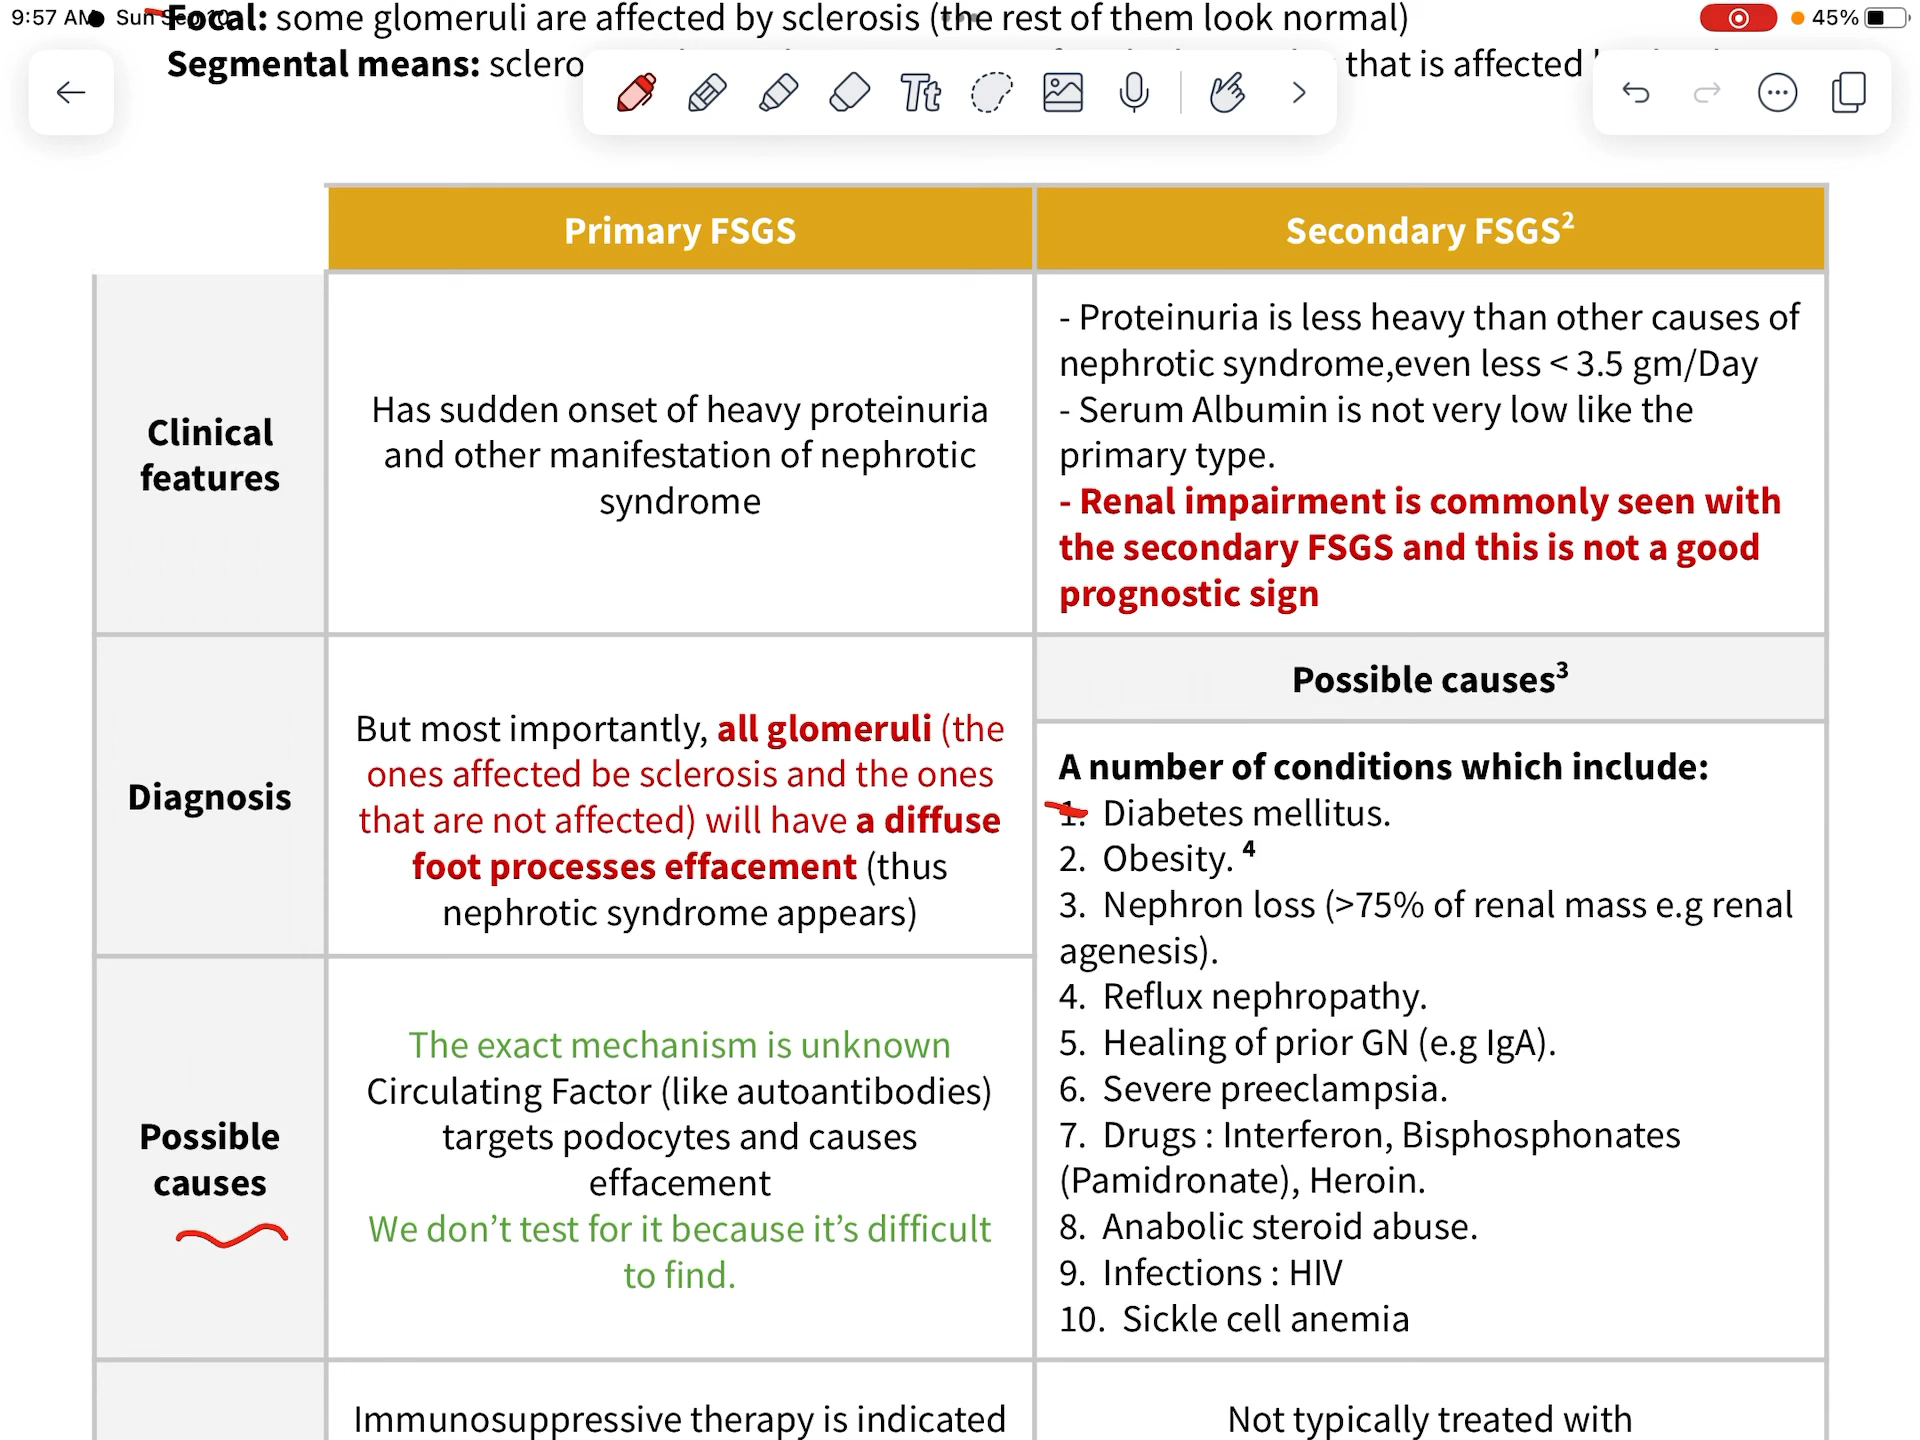 9:57 AM Sun Sep
45%
Focal: some glomeruli are affected by sclerosis (the rest of them look normal)
Segmental means: sclero
that is affected
Tt
Primary FSGS
Secondary FSGS²
Clinical
features
Has sudden onset of heavy proteinuria
and other manifestation of nephrotic
syndrome
- Proteinuria is less heavy than other causes of
nephrotic syndrome,even less < 3.5 gm/Day
- Serum Albumin is not very low like the
primary type.
- Renal impairment is commonly seen with
the secondary FSGS and this is not a good
prognostic sign
Diagnosis
But most importantly, all glomeruli (the
ones affected be sclerosis and the ones
that are not affected) will have a diffuse
foot processes effacement (thus
nephrotic syndrome appears)
Possible causes³
A number of conditions which include:
1. Diabetes mellitus.
2. Obesity. ⁴
3. Nephron loss (>75% of renal mass e.g renal
agenesis).
4. Reflux nephropathy.
5. Healing of prior GN (e.g IgA).
6. Severe preeclampsia.
7. Drugs : Interferon, Bisphosphonates
(Pamidronate), Heroin.
8. Anabolic steroid abuse.
9. Infections : HIV
10. Sickle cell anemia
Possible
causes
The exact mechanism is unknown
Circulating Factor (like autoantibodies)
targets podocytes and causes
effacement
We don't test for it because it's difficult
to find.
Immunosuppressive therapy is indicated
Not typically treated with